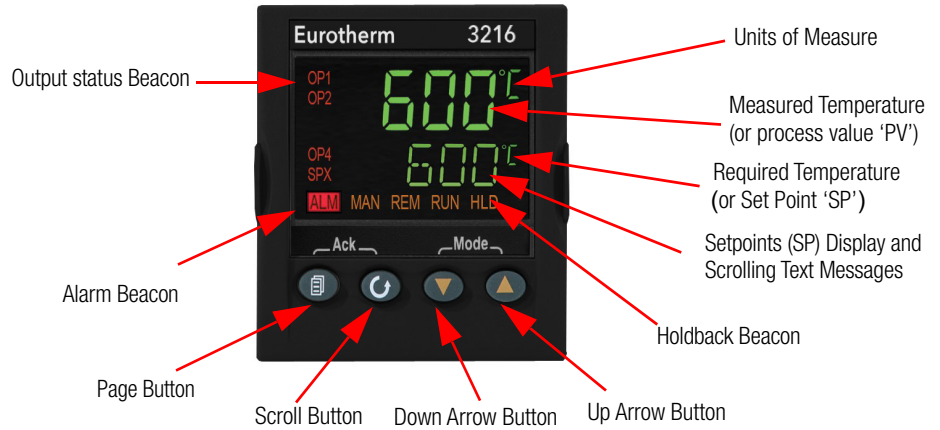 Eurotherm 3216
Units of Measure
Output status Beacon
OP1
OP2
600°C
Measured Temperature
(or process value ‘PV’)
OP4
SPX
600°C
Required Temperature
(or Set Point ‘SP’)
ALM MAN REM RUN HLD
Setpoints (SP) Display and
Scrolling Text Messages
Ack Mode
Alarm Beacon
Holdback Beacon
Page Button
Scroll Button
Down Arrow Button
Up Arrow Button